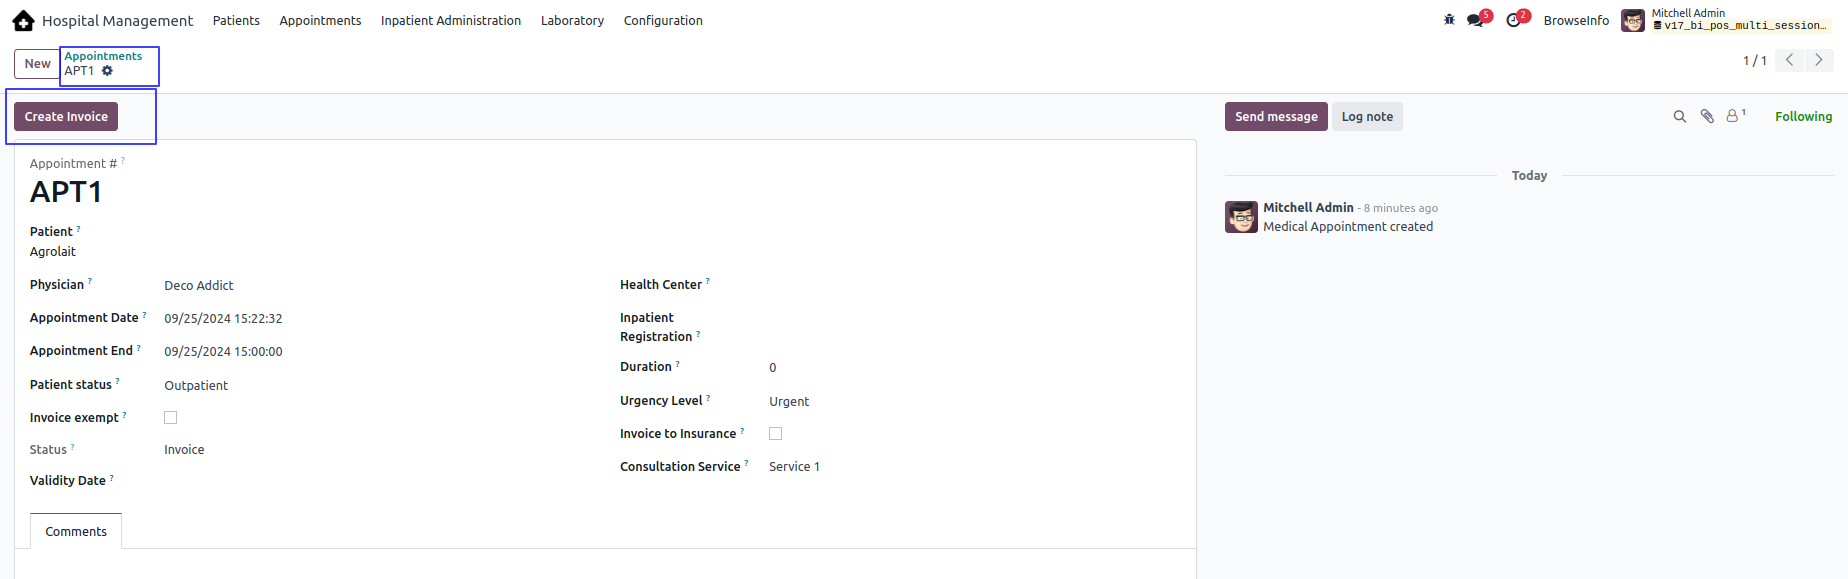 Hospital Management Patients Appointments Inpatient Administration Laboratory Configuration 5 2 BrowseInfo Mitchell Admin
v17_bi_pos_multi_session...
New Appointments
APT1 1 / 1
Create Invoice Send message Log note 1 Following
Appointment # ?
APT1
Today
Patient ?
Agrolait
Mitchell Admin - 8 minutes ago
Medical Appointment created
Physician ? Deco Addict Health Center ?
Appointment Date ? 09/25/2024 15:22:32 Inpatient
Registration ?
Appointment End ? 09/25/2024 15:00:00
Duration ? 0
Patient status ? Outpatient
Urgency Level ? Urgent
Invoice exempt ?
Invoice to Insurance ?
Status ? Invoice
Consultation Service ? Service 1
Validity Date ?
Comments